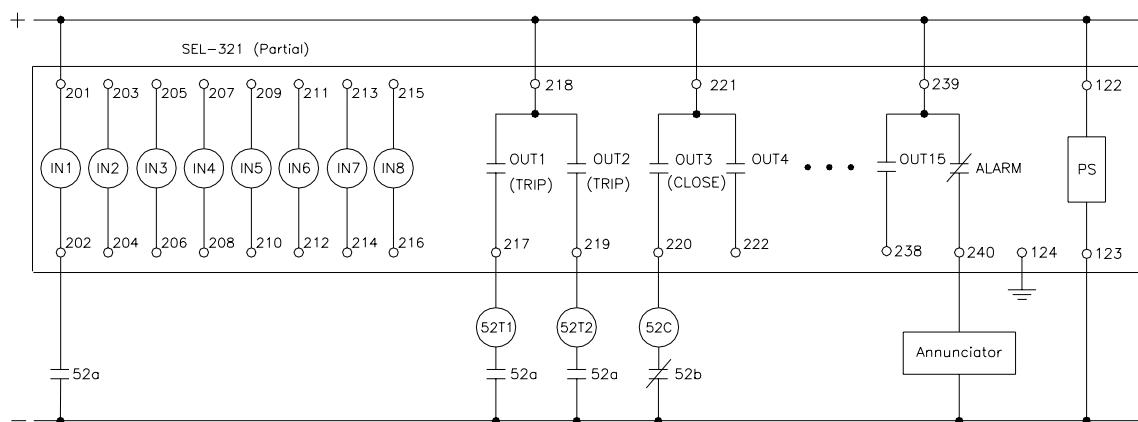 +
SEL-321 (Partial)
201 203 205 207 209 211 213 215 218 221 239 122
IN1 IN2 IN3 IN4 IN5 IN6 IN7 IN8
OUT1 (TRIP)
OUT2 (TRIP)
OUT3 (CLOSE)
OUT4
• • •
OUT15
ALARM
PS
202 204 206 208 210 212 214 216 217 219 220 222 238 240 124 123
52T1 52T2 52C
Annunciator
52a 52a 52a 52b
−